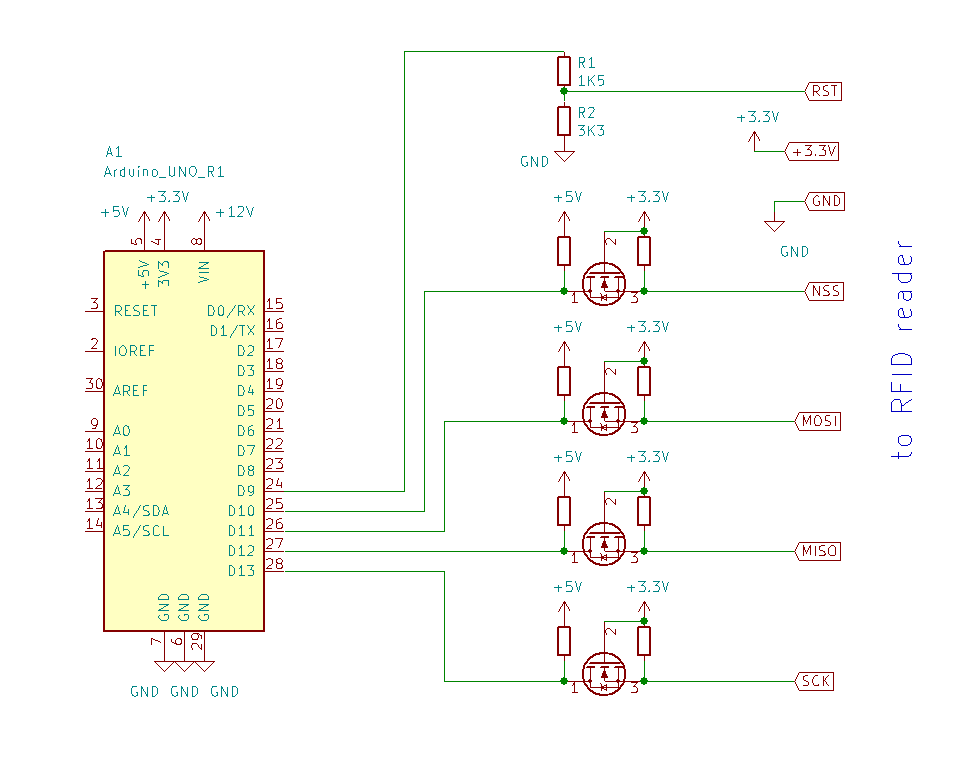 R1
1K5
RST
R2
3K3
GND
+3.3V
+3.3V
A1
Arduino_UNO_R1
+3.3V
+5V
+12V
5
4
8
+5V
3V3
VIN
3
RESET
2
IOREF
30
AREF
9
A0
10
A1
11
A2
12
A3
13
A4/SDA
14
A5/SCL
D0/RX
15
D1/TX
16
D2
17
D3
18
D4
19
D5
20
D6
21
D7
22
D8
23
D9
24
D10
25
D11
26
D12
27
D13
28
GND
GND
GND
7
6
29
GND
GND
GND
GND
GND
+5V
+3.3V
2
1
3
NSS
+5V
+3.3V
2
1
3
MOSI
+5V
+3.3V
2
1
3
MISO
+5V
+3.3V
2
1
3
SCK
to RFID reader